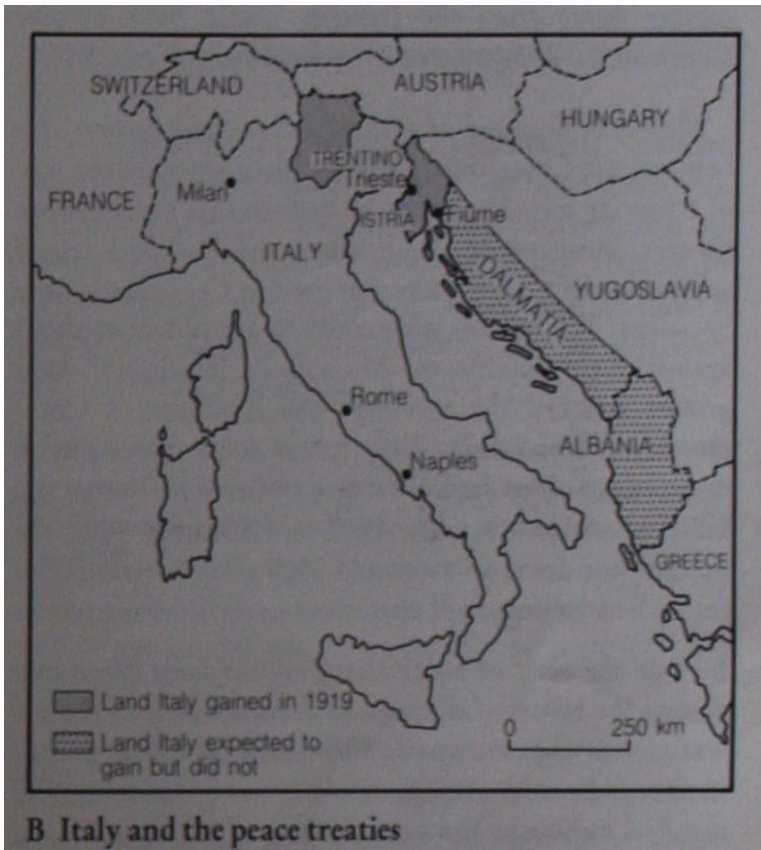 SWITZERLAND
AUSTRIA
HUNGARY
TRENTINO
Trieste
Milan
FRANCE
ISTRIA
Fiume
ITALY
DALMATIA
YUGOSLAVIA
Rome
ALBANIA
Naples
GREECE
Land Italy gained in 1919
0 250 km
Land Italy expected to
gain but did not
B Italy and the peace treaties